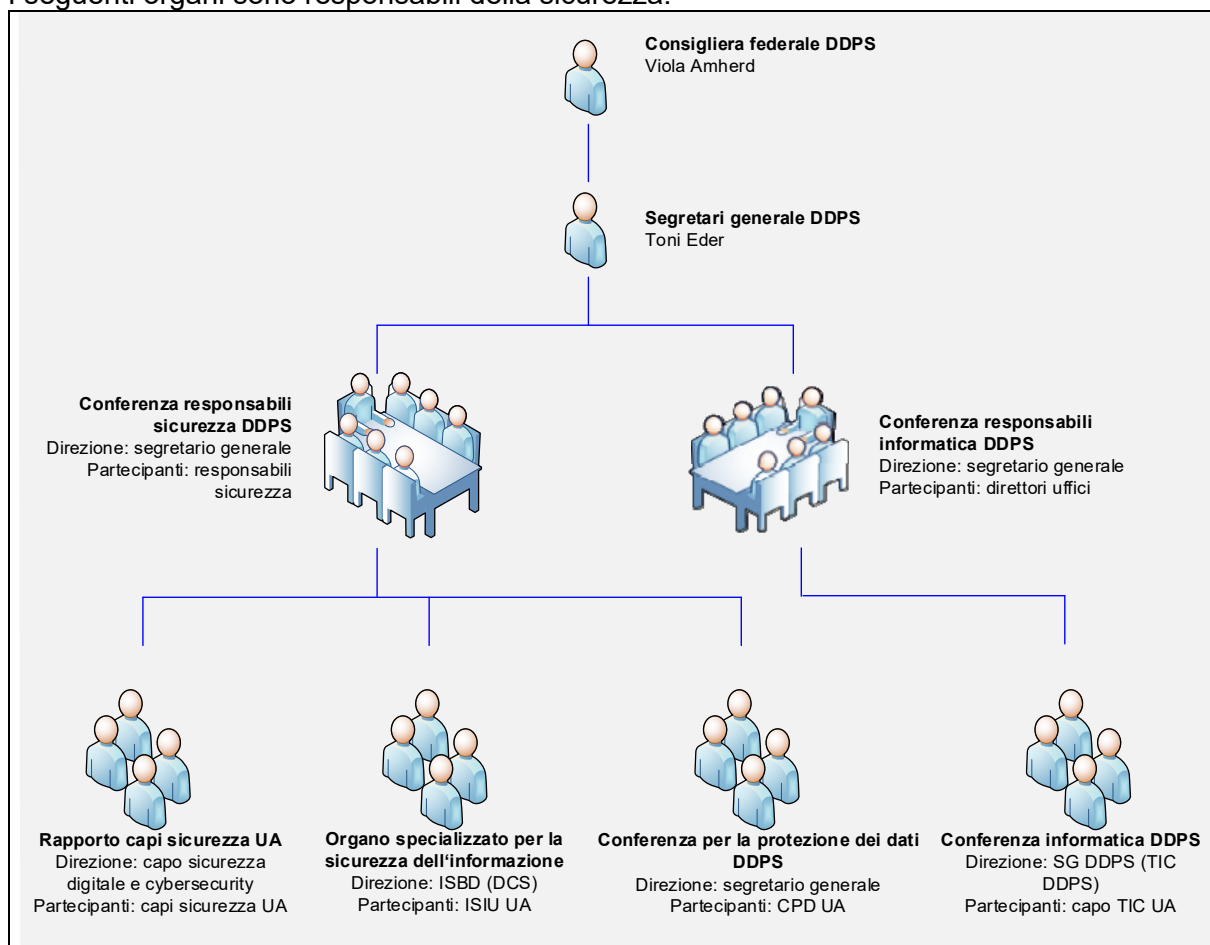 I seguenti organi sono responsabili della sicurezza:
Consigliera federale DDPS
Viola Amherd
Segretari generale DDPS
Toni Eder
Conferenza responsabili
sicurezza DDPS
Direzione: segretario generale
Partecipanti: responsabili
sicurezza
Conferenza responsabili
informatica DDPS
Direzione: segretario generale
Partecipanti: direttori uffici
Rapporto capi sicurezza UA
Direzione: capo sicurezza
digitale e cybersecurity
Partecipanti: capi sicurezza UA
Organo specializzato per la
sicurezza dell‘informazione
Direzione: ISBD (DCS)
Partecipanti: ISIU UA
Conferenza per la protezione dei dati
DDPS
Direzione: segretario generale
Partecipanti: CPD UA
Conferenza informatica DDPS
Direzione: SG DDPS (TIC
DDPS)
Partecipanti: capo TIC UA